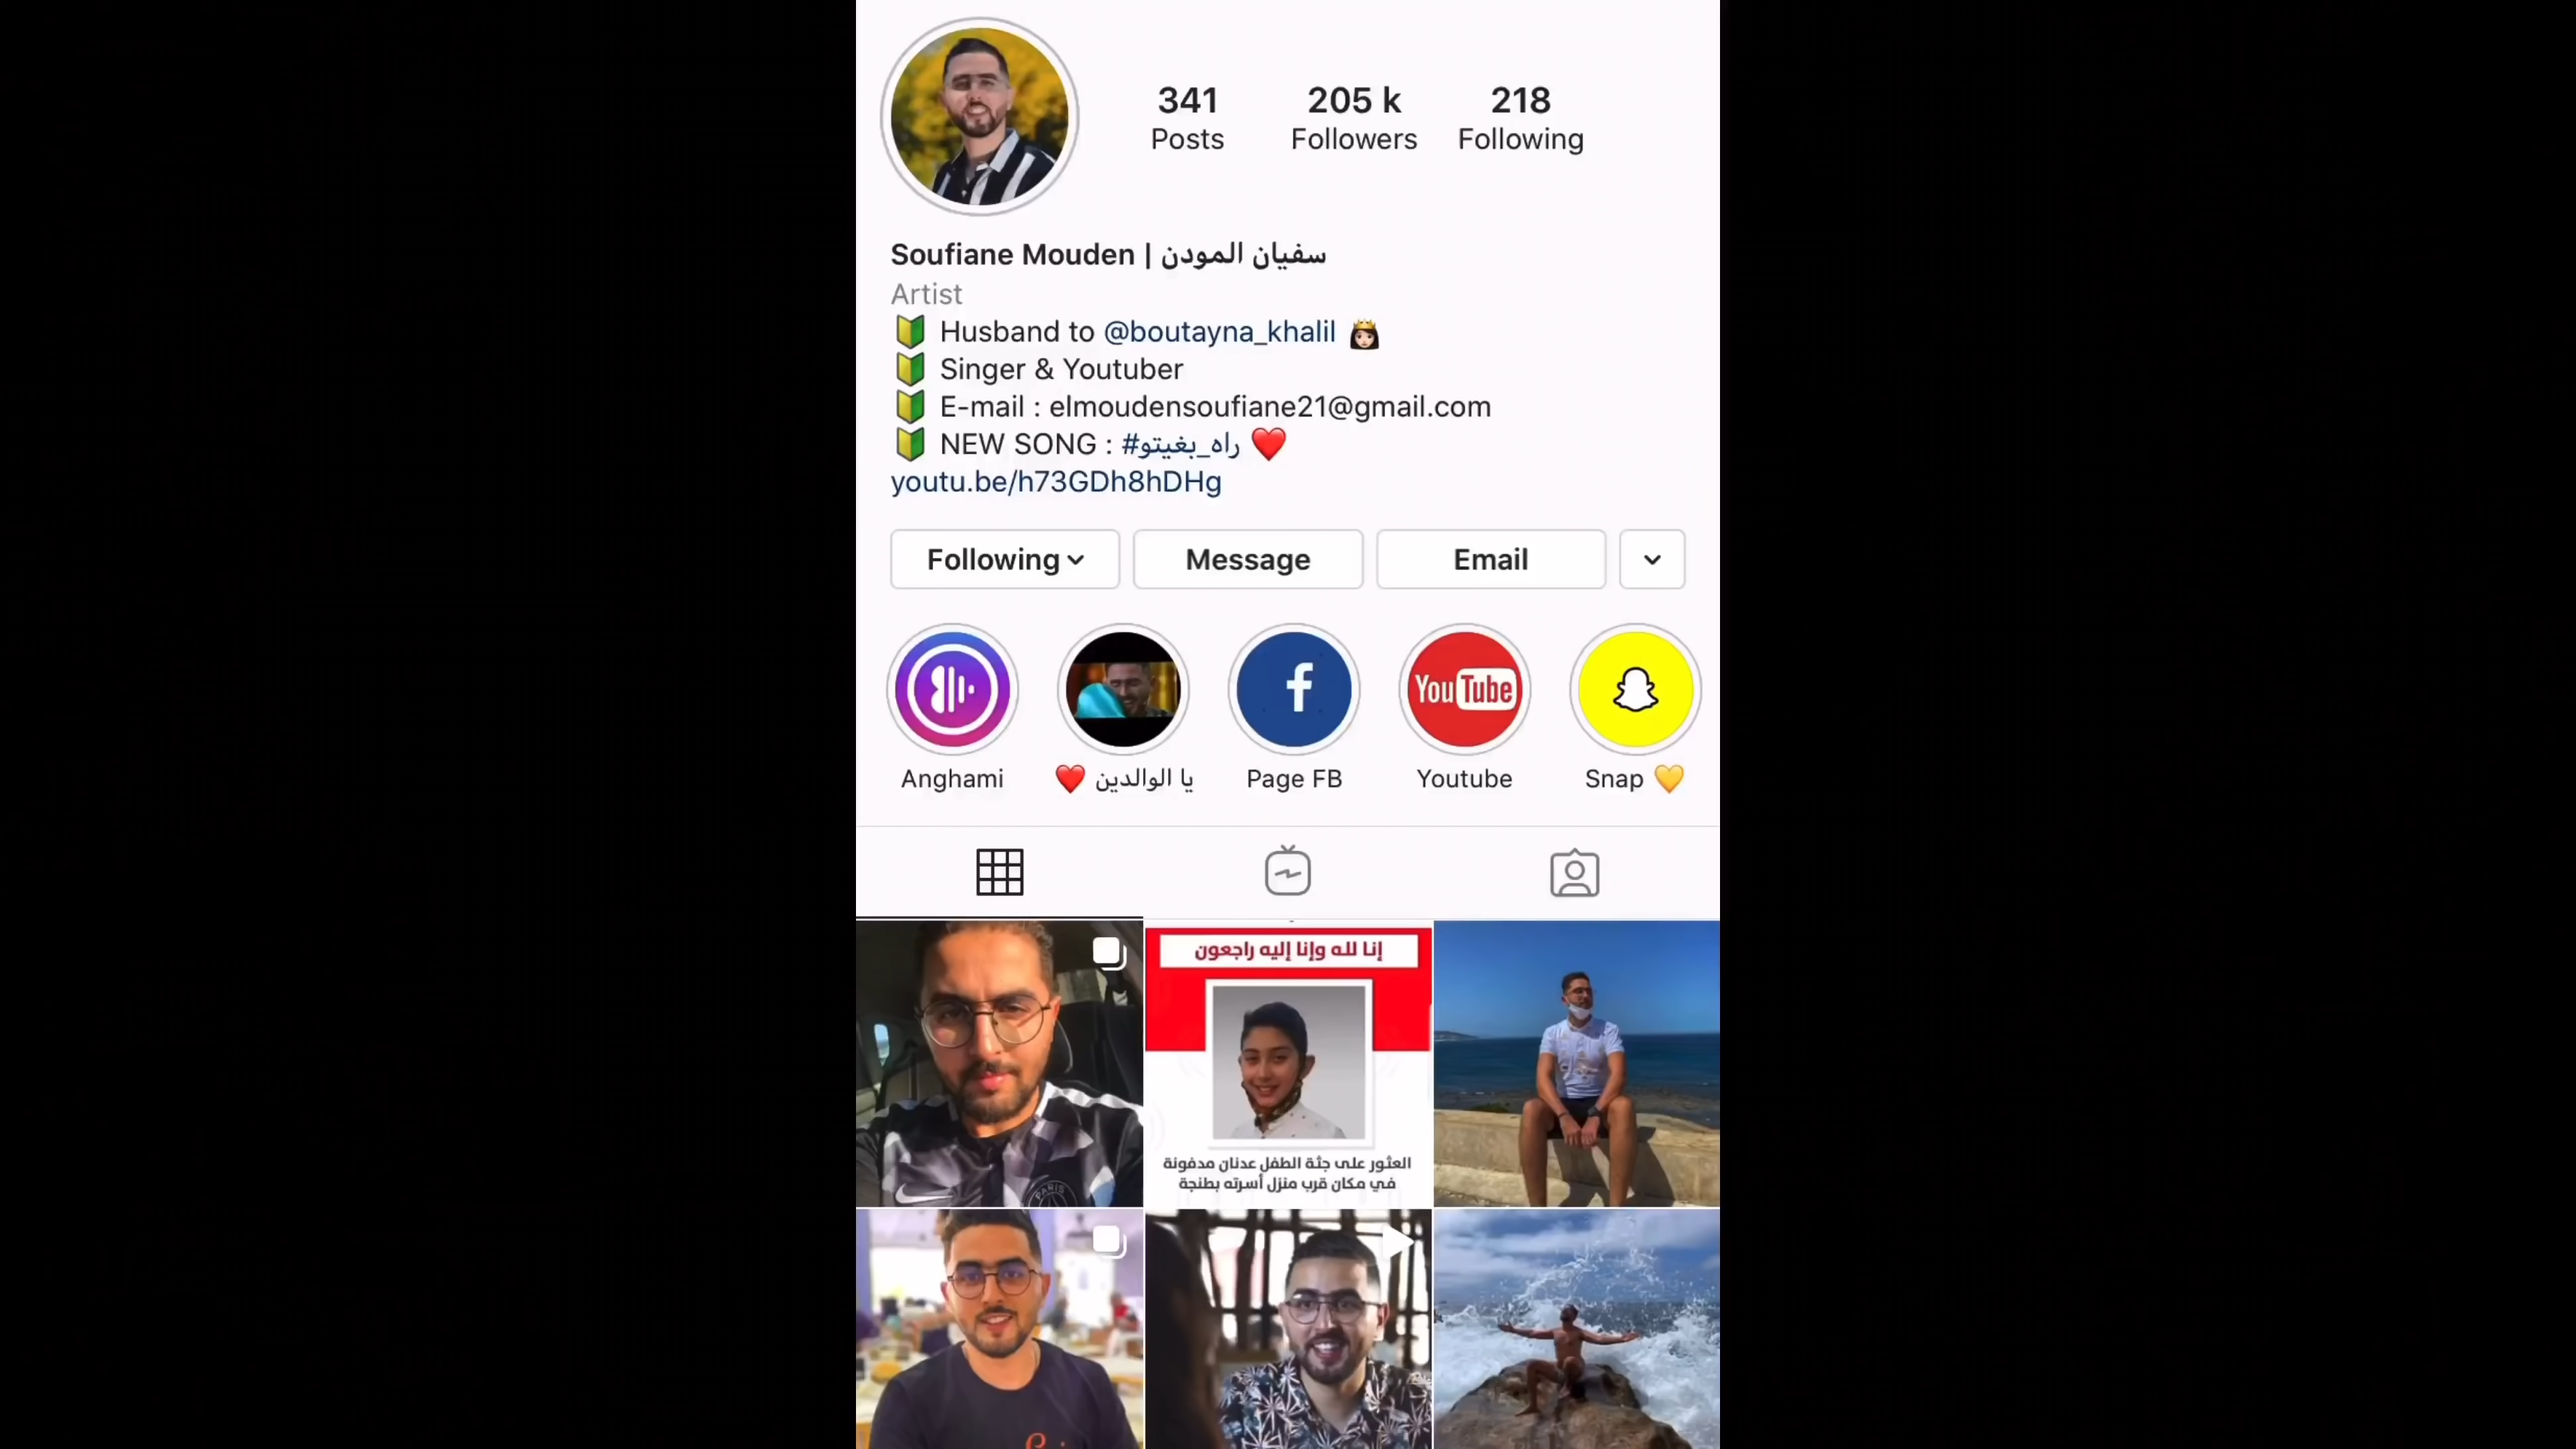 341 205 k 218
Posts Followers Following
Soufiane Mouden | سفيان المودن
Artist
Husband to @boutayna_khalil
Singer & Youtuber
E-mail : elmoudensoufiane21@gmail.com
NEW SONG : #راه_بغيتو
youtu.be/h73GDh8hDHg
Following Message Email
f YouTube
Anghami يا الوالدين Page FB Youtube Snap
إنا لله وإنا إليه راجعون
العثور على جثة الطفل عدنان مدفونة
في مكان قرب منزل أسرته بطنجة
PARIS